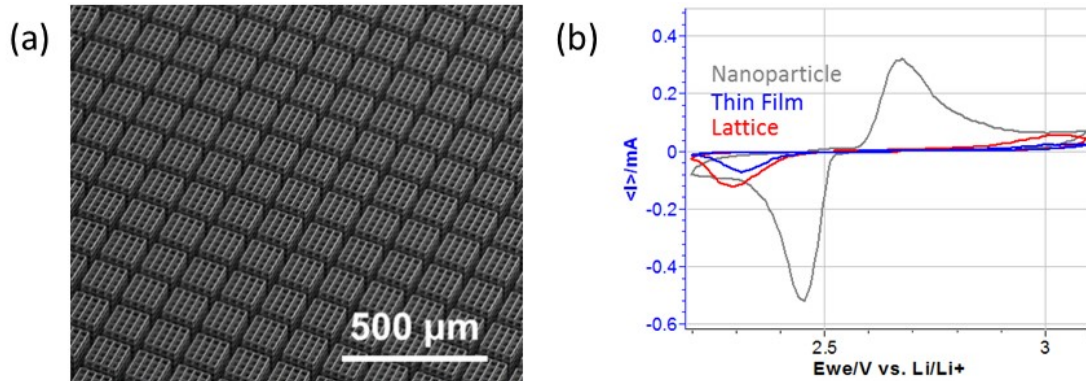 (a)
500 µm
(b)
0.4
0.2
0
-0.2
-0.4
-0.6
<I>/mA
Nanoparticle
Thin Film
Lattice
2.5
3
Ewe/V vs. Li/Li+